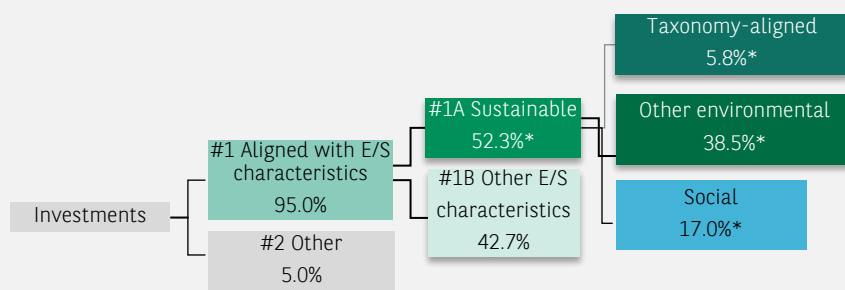 Investments
#1 Aligned with E/S
characteristics
95.0%
#2 Other
5.0%
#1A Sustainable
52.3%*
#1B Other E/S
characteristics
42.7%
Taxonomy-aligned
5.8%*
Other environmental
38.5%*
Social
17.0%*